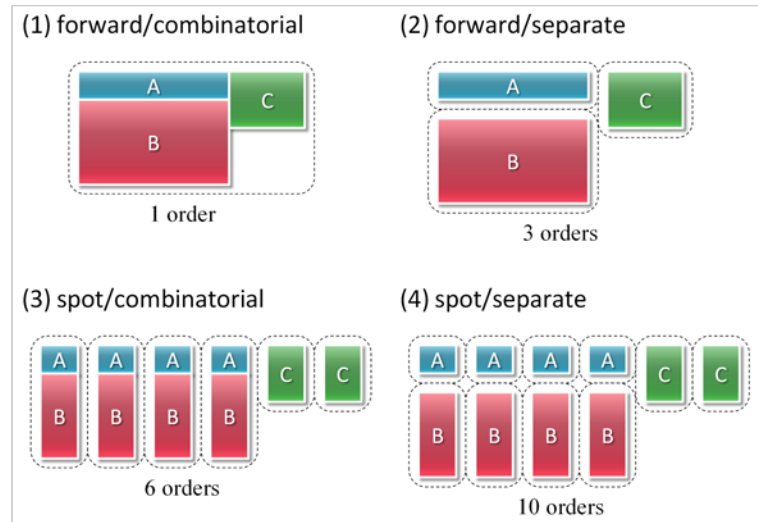 (1) forward/combinatorial
A
C
B
1 order
(2) forward/separate
A
C
B
3 orders
(3) spot/combinatorial
A A A A
C C
B B B B
6 orders
(4) spot/separate
A A A A
C C
B B B B
10 orders